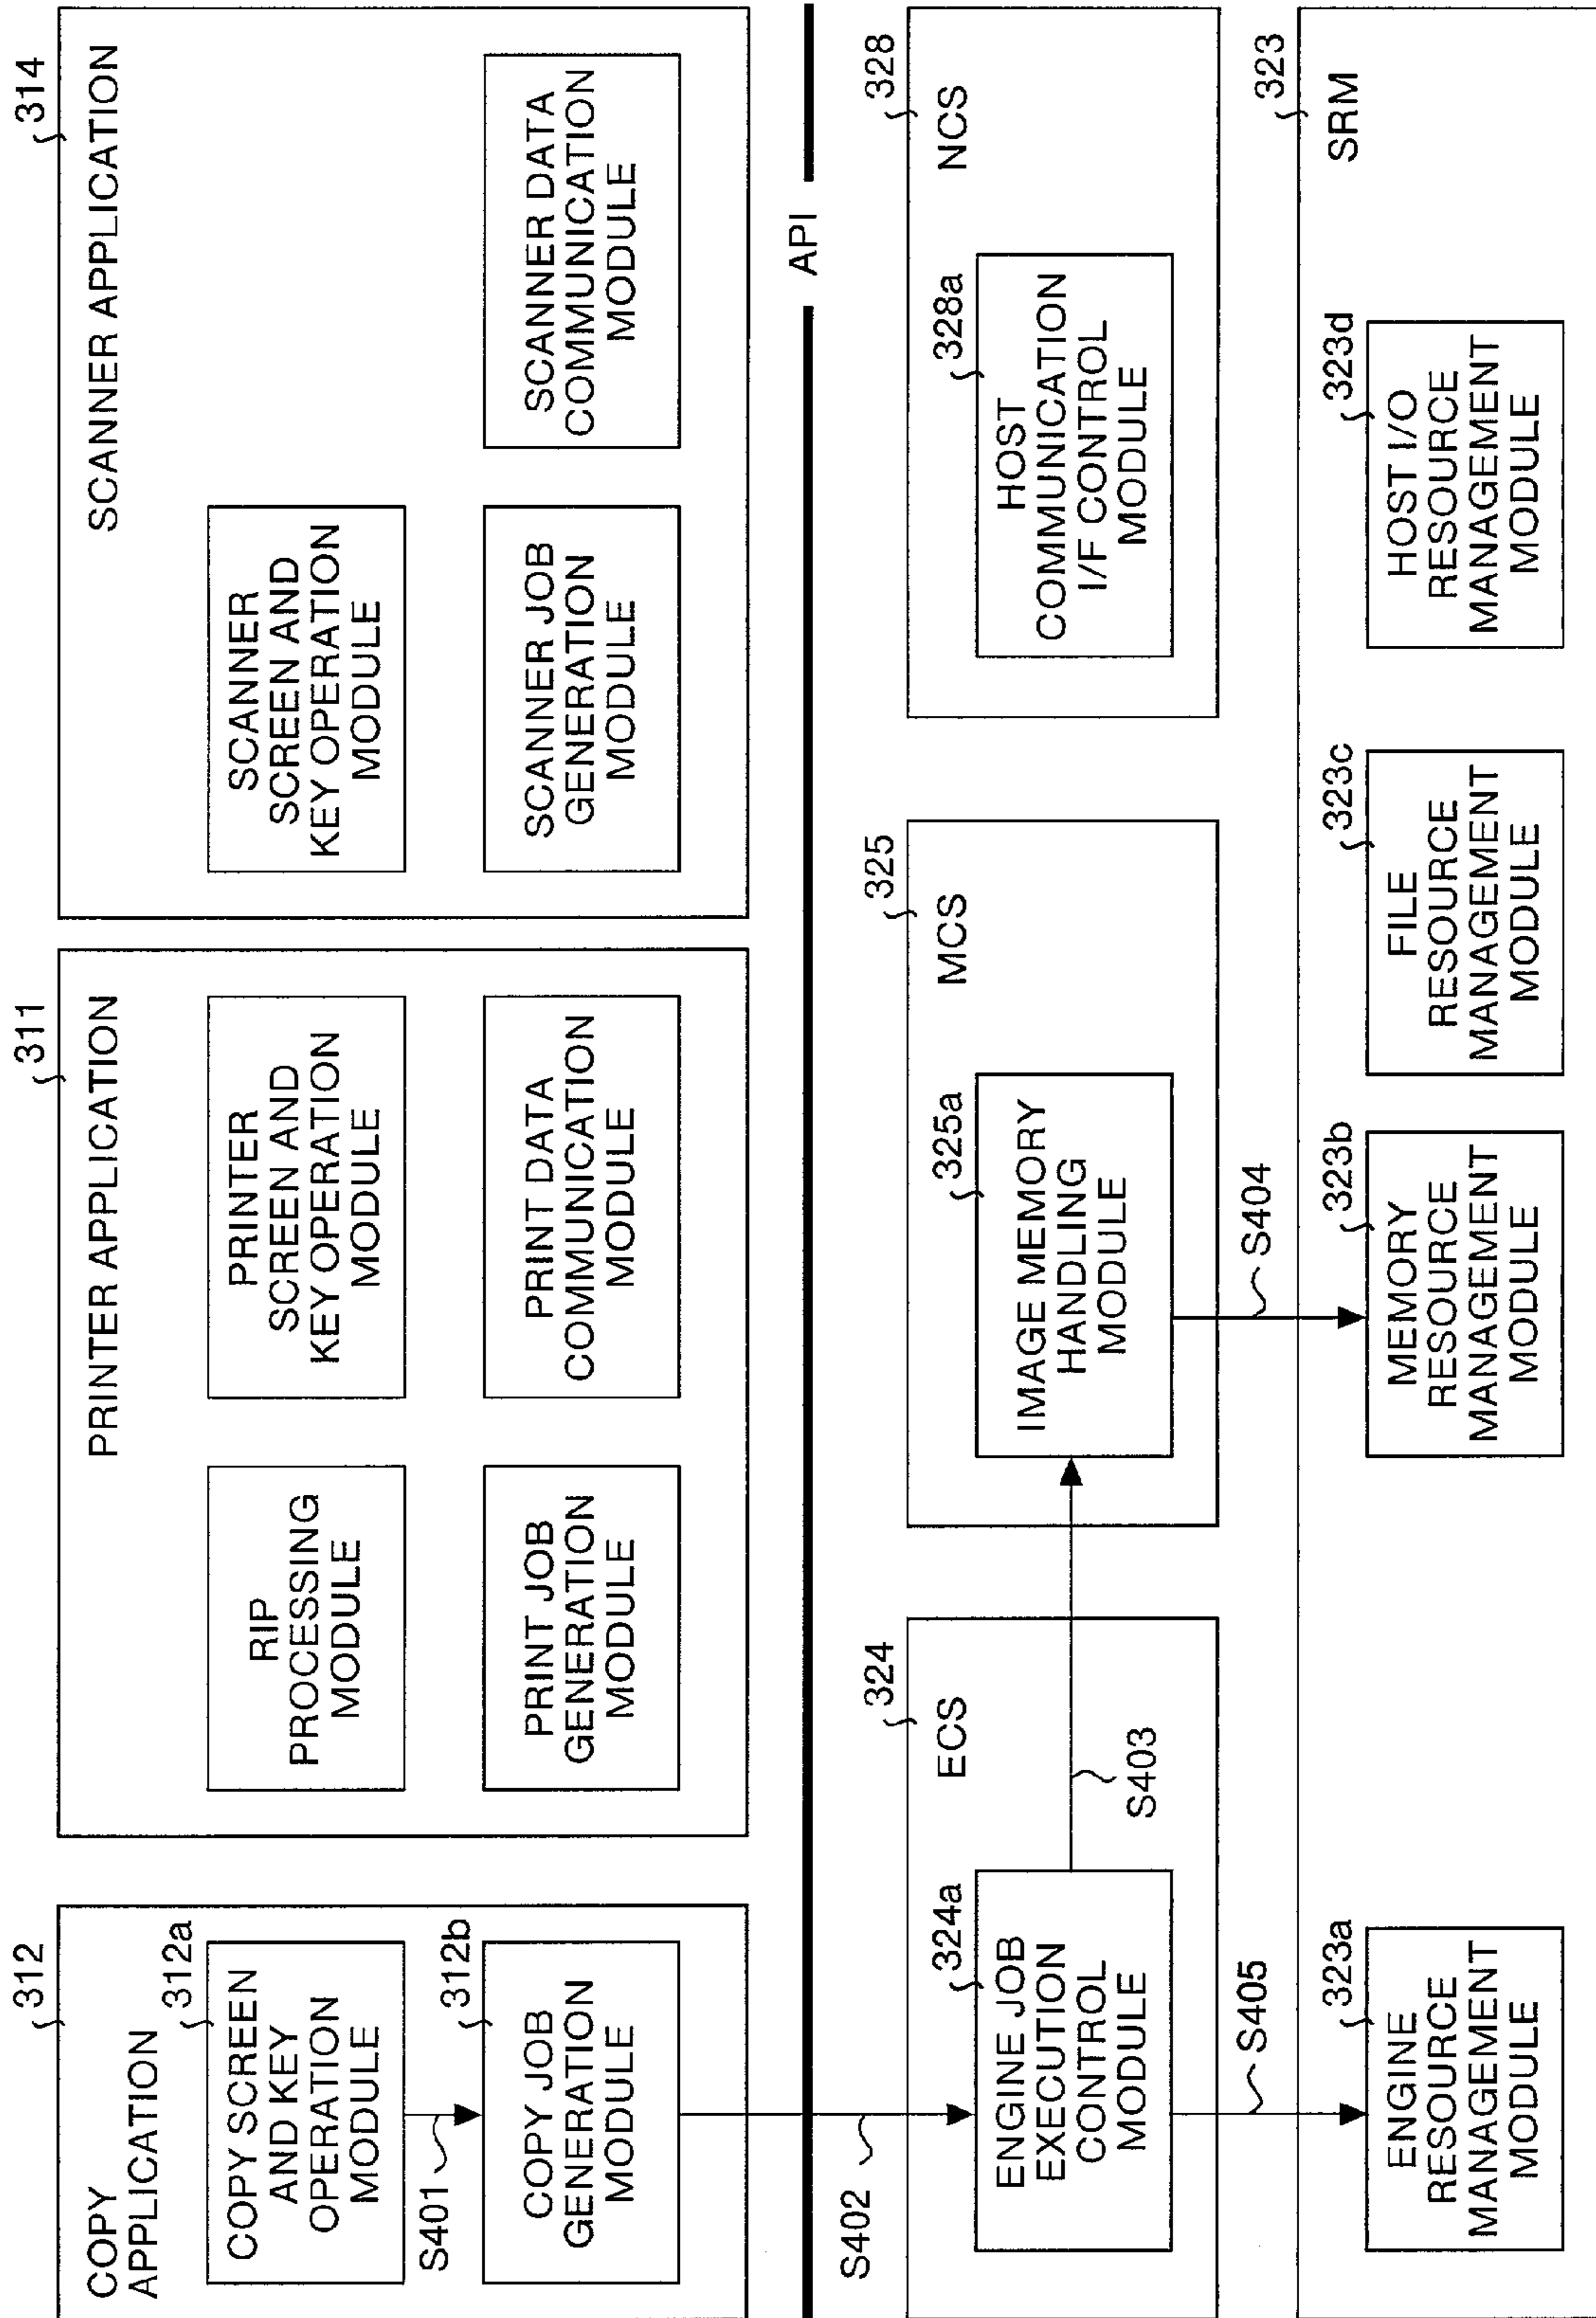 312
COPY
APPLICATION
312a
COPY SCREEN
AND KEY
OPERATION
MODULE
S401
312b
COPY JOB
GENERATION
MODULE
311
PRINTER APPLICATION
RIP
PROCESSING
MODULE
PRINTER
SCREEN AND
KEY OPERATION
MODULE
PRINT JOB
GENERATION
MODULE
PRINT DATA
COMMUNICATION
MODULE
314
SCANNER APPLICATION
SCANNER
SCREEN AND
KEY OPERATION
MODULE
SCANNER JOB
GENERATION
MODULE
SCANNER DATA
COMMUNICATION
MODULE
API
S402
324
ECS
324a
ENGINE JOB
EXECUTION
CONTROL
MODULE
S403
325
MCS
325a
IMAGE MEMORY
HANDLING
MODULE
328
NCS
328a
HOST
COMMUNICATION
I/F CONTROL
MODULE
S405
S404
323
SRM
323a
ENGINE
RESOURCE
MANAGEMENT
MODULE
323b
MEMORY
RESOURCE
MANAGEMENT
MODULE
323c
FILE
RESOURCE
MANAGEMENT
MODULE
323d
HOST I/O
RESOURCE
MANAGEMENT
MODULE